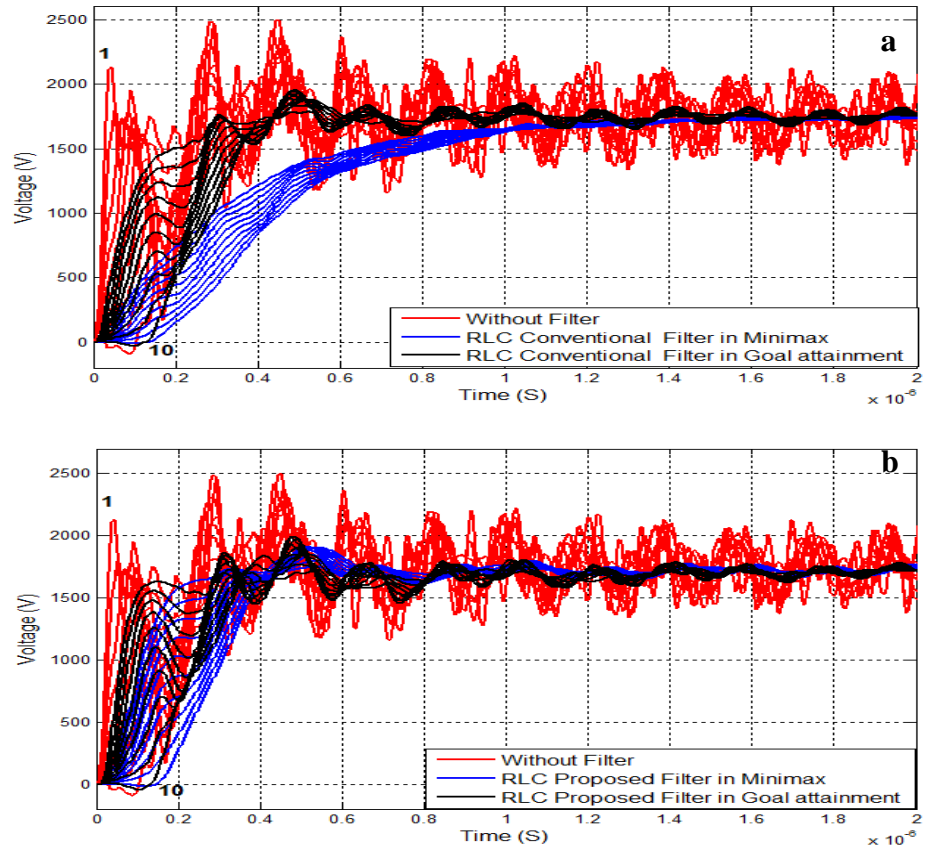 2500
a
1
2000
1500
Voltage (V)
1000
500
Without Filter
RLC Conventional Filter in Minimax
RLC Conventional Filter in Goal attainment
0
10
0 0.2 0.4 0.6 0.8 1 1.2 1.4 1.6 1.8 2
Time (S)
× 10⁻⁶
b
2500
1
2000
1500
Voltage (V)
1000
500
Without Filter
RLC Proposed Filter in Minimax
RLC Proposed Filter in Goal attainment
0
10
0 0.2 0.4 0.6 0.8 1 1.2 1.4 1.6 1.8 2
Time (S)
× 10⁻⁶